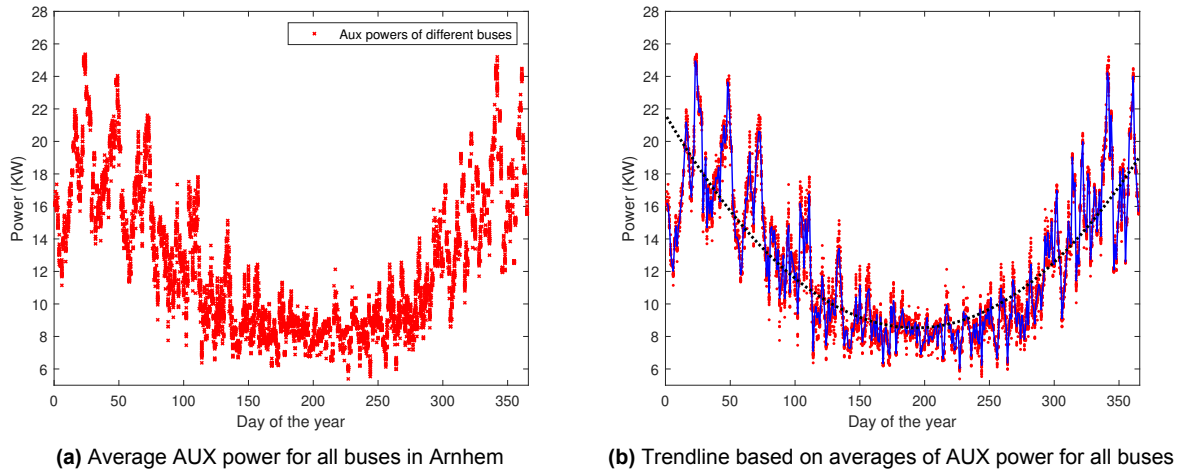 28
26
24
22
20
18
16
14
12
10
8
6
Power (KW)
Aux powers of different buses
0 50 100 150 200 250 300 350
Day of the year
(a) Average AUX power for all buses in Arnhem
28
26
24
22
20
18
16
14
12
10
8
6
Power (KW)
0 50 100 150 200 250 300 350
Day of the year
(b) Trendline based on averages of AUX power for all buses